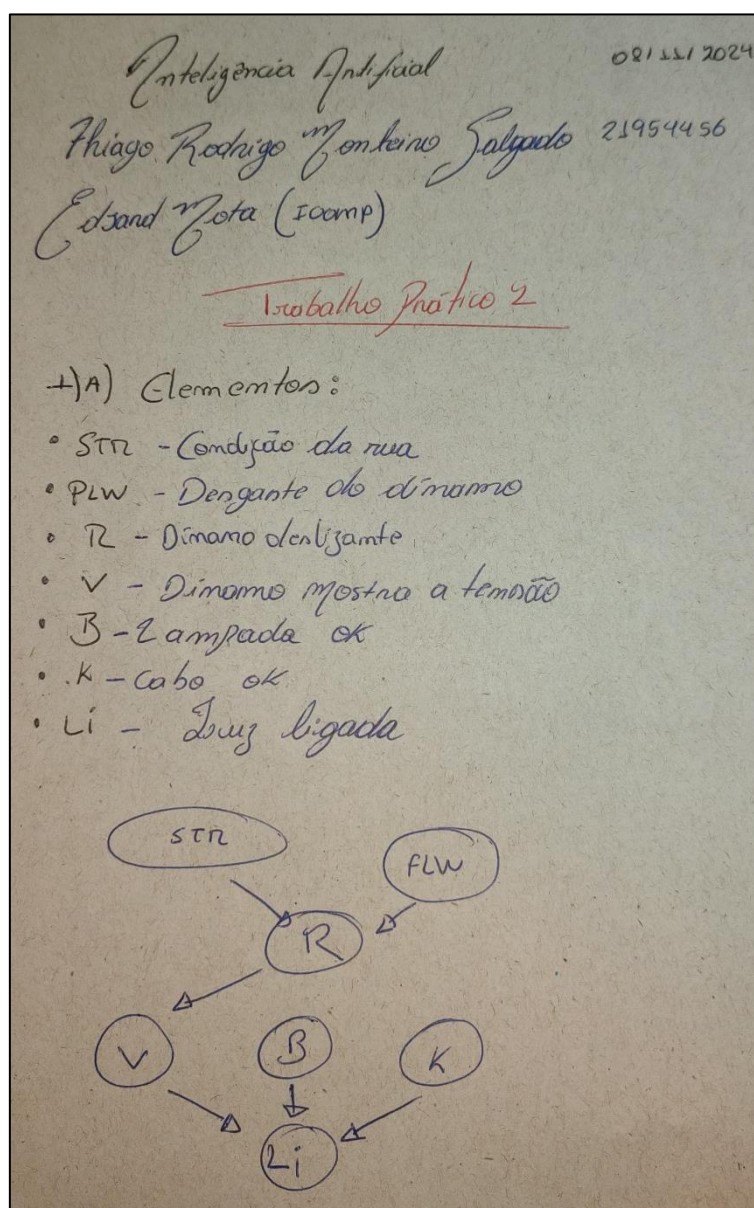 Inteligência Artificial 08/11/2024
Thiago Rodrigo Monteiro Salgado 21954456
Edjand Mota (Icomp)
Trabalho Prático 2
1)A) Elementos:
• STR - Condição da rua
• FLW - Desgaste do dínamo
• R - Dínamo deslizante
• V - Dínamo mostra a tensão
• B - Lampada ok
• K - Cabo ok
• Li - Luz ligada
STR
FLW
R
V B K
Li